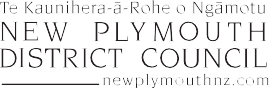 Te Kaunihera-ā-Rohe o Ngāmotu
NEW PLYMOUTH
DISTRICT COUNCIL
newplymouthnz.com